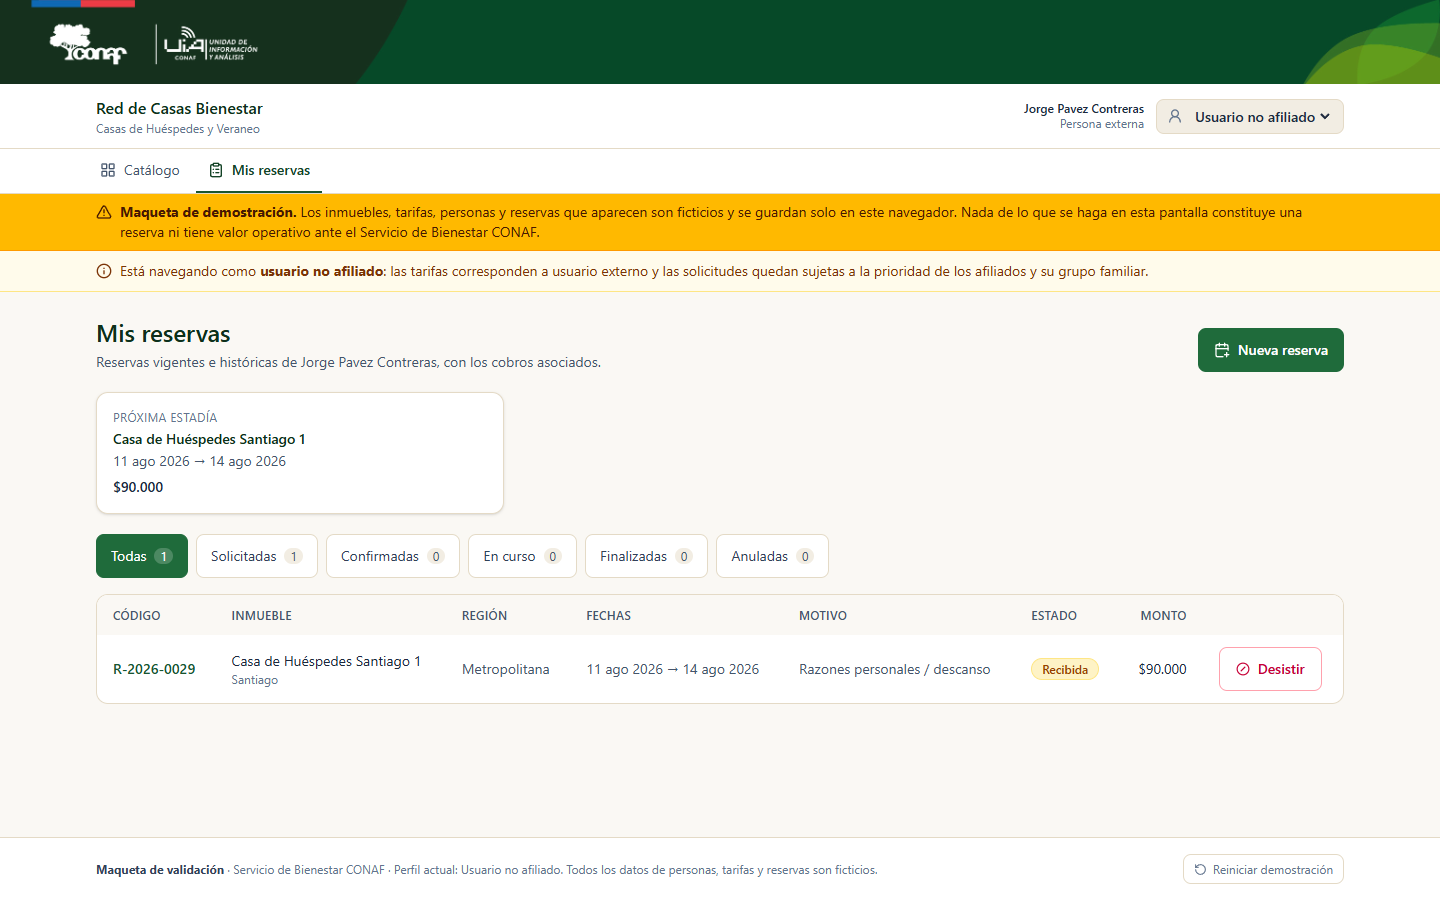 CONAF
UIA CONAF
UNIDAD DE
INFORMACIÓN
Y ANÁLISIS
Red de Casas Bienestar
Casas de Huéspedes y Veraneo
Jorge Pavez Contreras
Persona externa
Usuario no afiliado
Catálogo
Mis reservas
Maqueta de demostración. Los inmuebles, tarifas, personas y reservas que aparecen son ficticios y se guardan solo en este navegador. Nada de lo que se haga en esta pantalla constituye una
reserva ni tiene valor operativo ante el Servicio de Bienestar CONAF.
Está navegando como usuario no afiliado: las tarifas corresponden a usuario externo y las solicitudes quedan sujetas a la prioridad de los afiliados y su grupo familiar.
Mis reservas
Reservas vigentes e históricas de Jorge Pavez Contreras, con los cobros asociados.
Nueva reserva
PRÓXIMA ESTADÍA
Casa de Huéspedes Santiago 1
11 ago 2026 → 14 ago 2026
$90.000
Todas 1
Solicitadas 1
Confirmadas 0
En curso 0
Finalizadas 0
Anuladas 0
CÓDIGO INMUEBLE REGIÓN FECHAS MOTIVO ESTADO MONTO
R-2026-0029 Casa de Huéspedes Santiago 1 Metropolitana 11 ago 2026 → 14 ago 2026 Razones personales / descanso Recibida $90.000 Desistir
Santiago
Maqueta de validación · Servicio de Bienestar CONAF · Perfil actual: Usuario no afiliado. Todos los datos de personas, tarifas y reservas son ficticios.
Reiniciar demostración